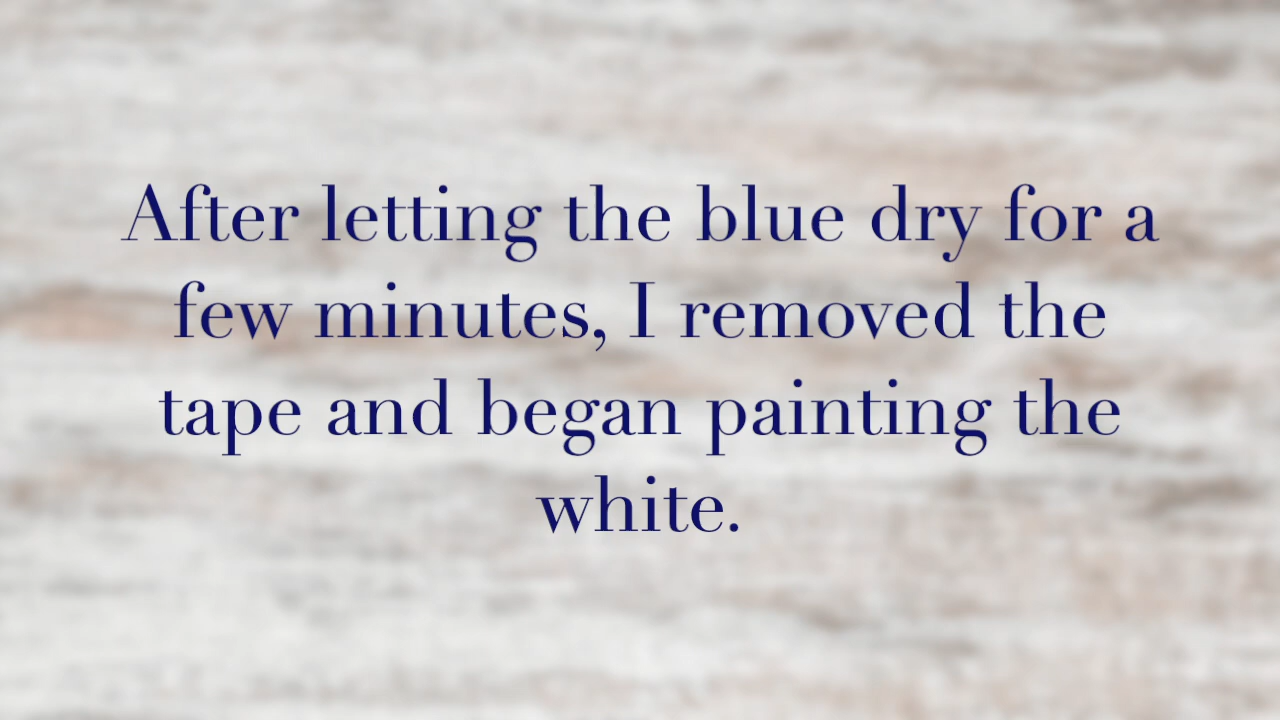 After letting the blue dry for a
few minutes, I removed the
tape and began painting the
white.